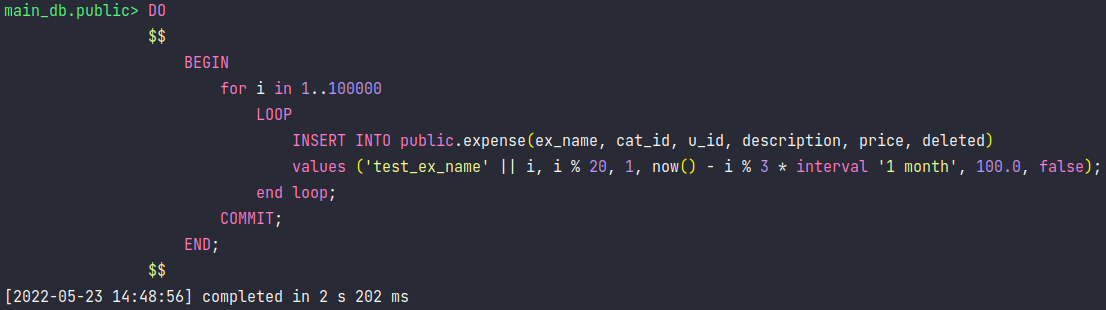 main_db.public> DO
$$
BEGIN
for i in 1..100000
LOOP
INSERT INTO public.expense(ex_name, cat_id, u_id, description, price, deleted)
values ('test_ex_name' || i, i % 20, 1, now() - i % 3 * interval '1 month', 100.0, false);
end loop;
COMMIT;
END;
$$
[2022-05-23 14:48:56] completed in 2 s 202 ms